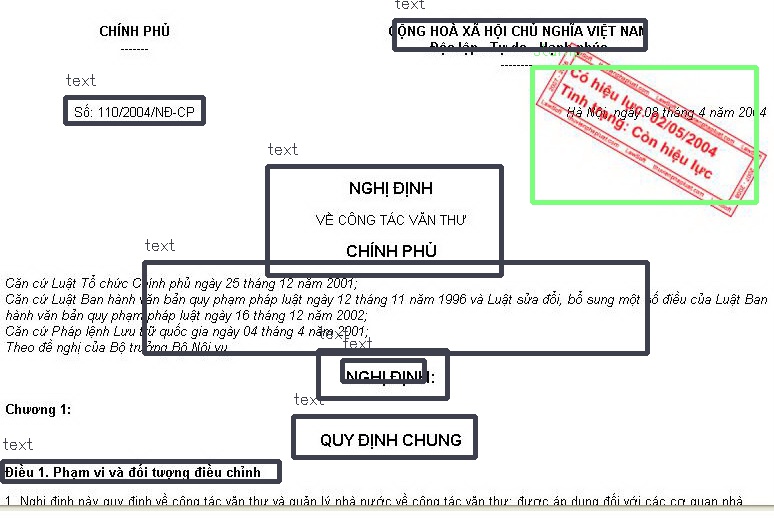 text
CHÍNH PHỦ
CỘNG HOÀ XÃ HỘI CHỦ NGHĨA VIỆT NAM
-------
Độc lập - Tự do - Hạnh phúc
--------
text
Số: 110/2004/NĐ-CP
Hà Nội, ngày 08 tháng 4 năm 2004
Có hiệu lực: 02/05/2004
Tình trạng: Còn hiệu lực
LawSoft
thuvienphapluat.com
LawSoft
thuvienphapluat.com
LawSoft
text
NGHỊ ĐỊNH
VỀ CÔNG TÁC VĂN THƯ
CHÍNH PHỦ
text
Căn cứ Luật Tổ chức Chính phủ ngày 25 tháng 12 năm 2001;
Căn cứ Luật Ban hành văn bản quy phạm pháp luật ngày 12 tháng 11 năm 1996 và Luật sửa đổi, bổ sung một số điều của Luật Ban
hành văn bản quy phạm pháp luật ngày 16 tháng 12 năm 2002;
Căn cứ Pháp lệnh Lưu trữ quốc gia ngày 04 tháng 4 năm 2001;
Theo đề nghị của Bộ trưởng Bộ Nội vụ,
text
text
NGHỊ ĐỊNH:
text
Chương 1:
QUY ĐỊNH CHUNG
text
Điều 1. Phạm vi và đối tượng điều chỉnh
1. Nghị định này quy định về công tác văn thư và quản lý nhà nước về công tác văn thư; được áp dụng đối với các cơ quan nhà